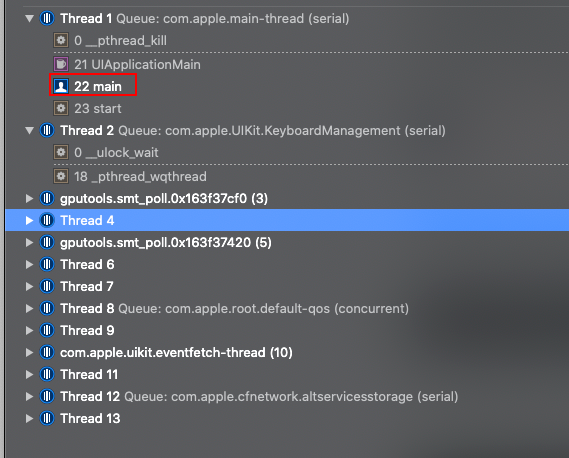 Thread 1 Queue: com.apple.main-thread (serial)
0 __pthread_kill
21 UIApplicationMain
22 main
23 start
Thread 2 Queue: com.apple.UIKit.KeyboardManagement (serial)
0 __ulock_wait
18 _pthread_wqthread
gputools.smt_poll.0x163f37cf0 (3)
Thread 4
gputools.smt_poll.0x163f37420 (5)
Thread 6
Thread 7
Thread 8 Queue: com.apple.root.default-qos (concurrent)
Thread 9
com.apple.uikit.eventfetch-thread (10)
Thread 11
Thread 12 Queue: com.apple.cfnetwork.altservicesstorage (serial)
Thread 13